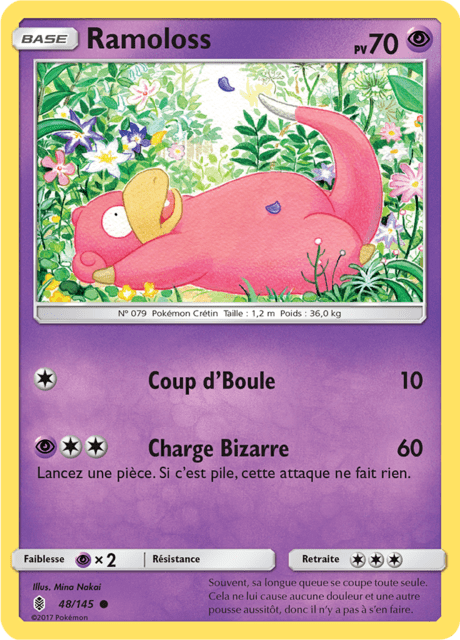 BASE Ramoloss PV70
N° 079 Pokémon Crétin Taille : 1,2 m Poids : 36,0 kg
Coup d'Boule 10
Charge Bizarre 60
Lancez une pièce. Si c'est pile, cette attaque ne fait rien.
Faiblesse ×2 Résistance Retraite
Illus. Mina Nakai
48/145
©2017 Pokémon
Souvent, sa longue queue se coupe toute seule.
Cela ne lui cause aucune douleur et une autre
pousse aussitôt, donc il n'y a pas à s'en faire.